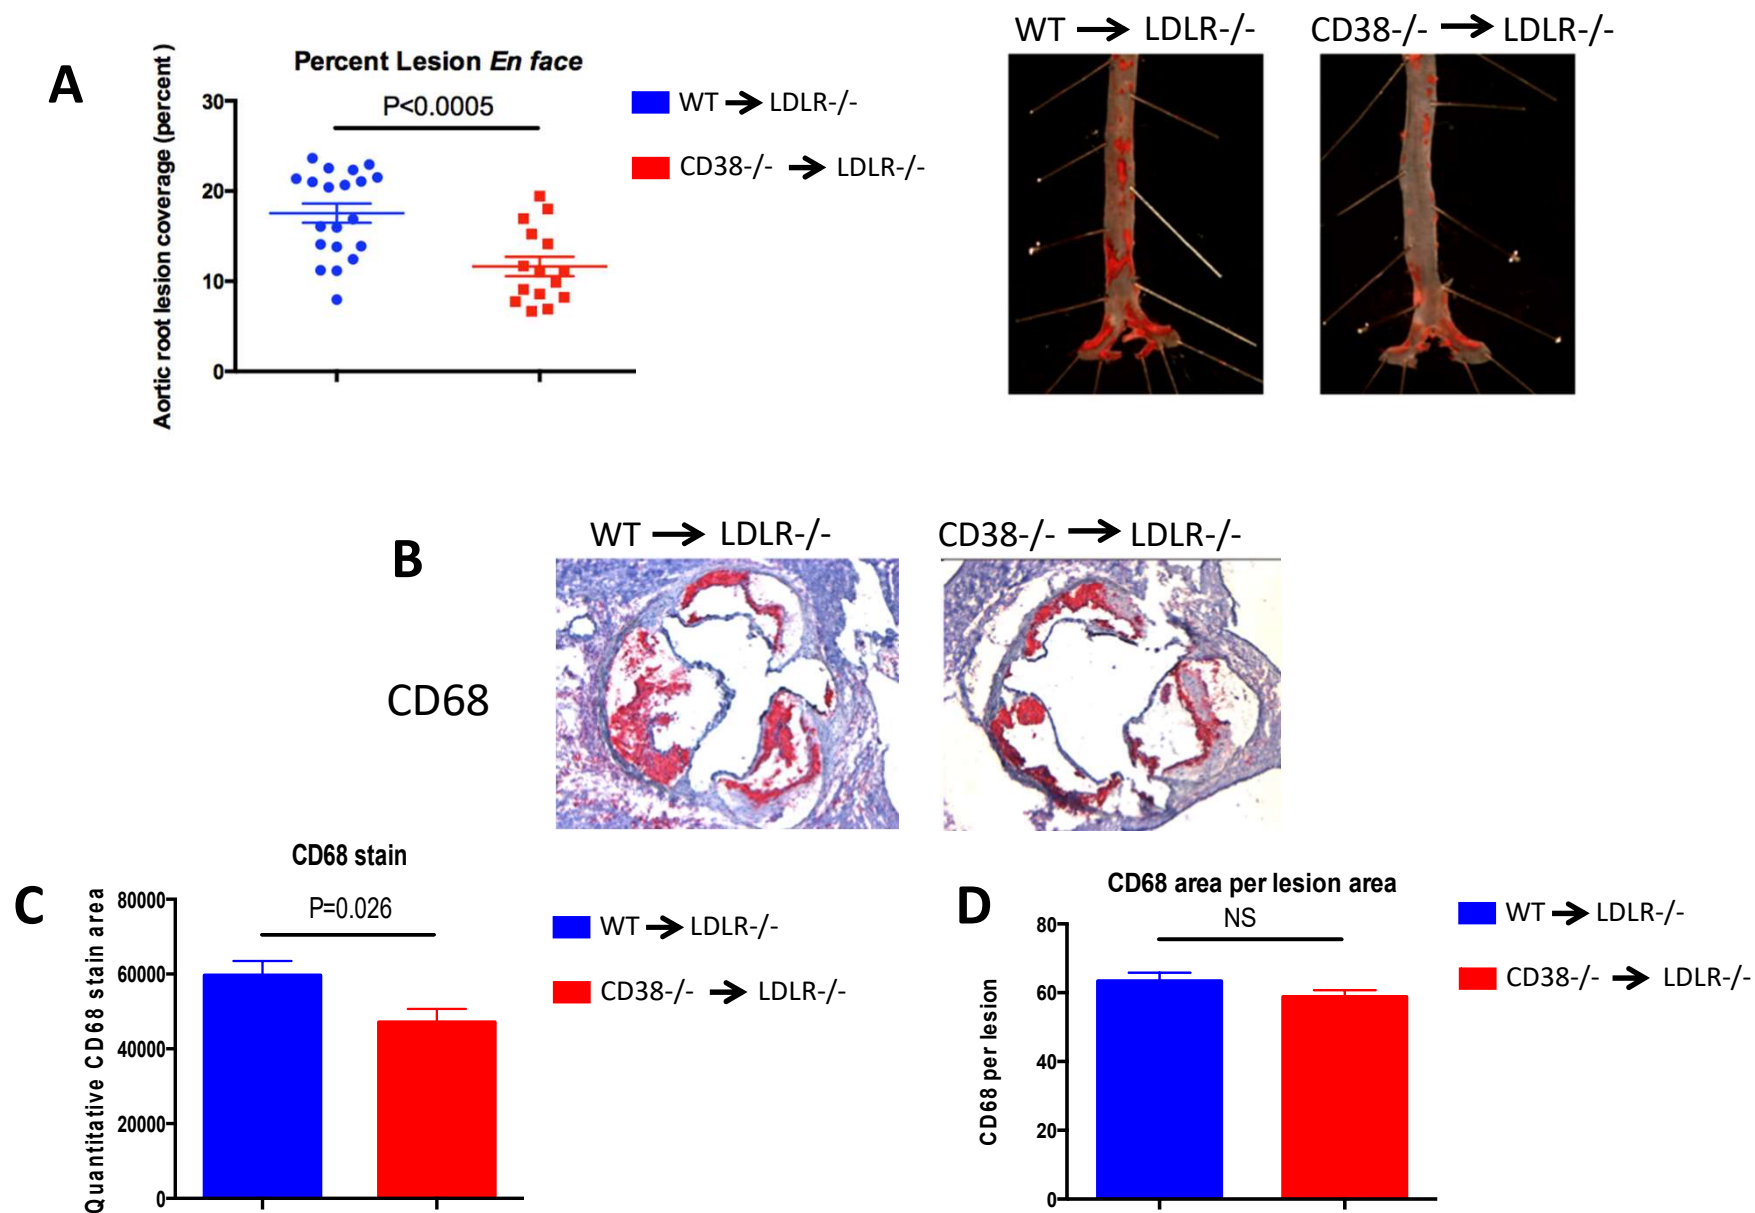 A
Percent Lesion En face
P<0.0005
Aortic root lesion coverage (percent )
30
20
10
0
WT → LDLR-/-
CD38-/- → LDLR-/-
WT → LDLR-/-
CD38-/- → LDLR-/-
B
WT → LDLR-/-
CD38-/- → LDLR-/-
CD68
C
CD68 stain
P=0.026
Quantitative CD68 stain area
80000
60000
40000
20000
0
WT → LDLR-/-
CD38-/- → LDLR-/-
D
CD68 area per lesion area
NS
CD68 per lesion
80
60
40
20
0
WT → LDLR-/-
CD38-/- → LDLR-/-